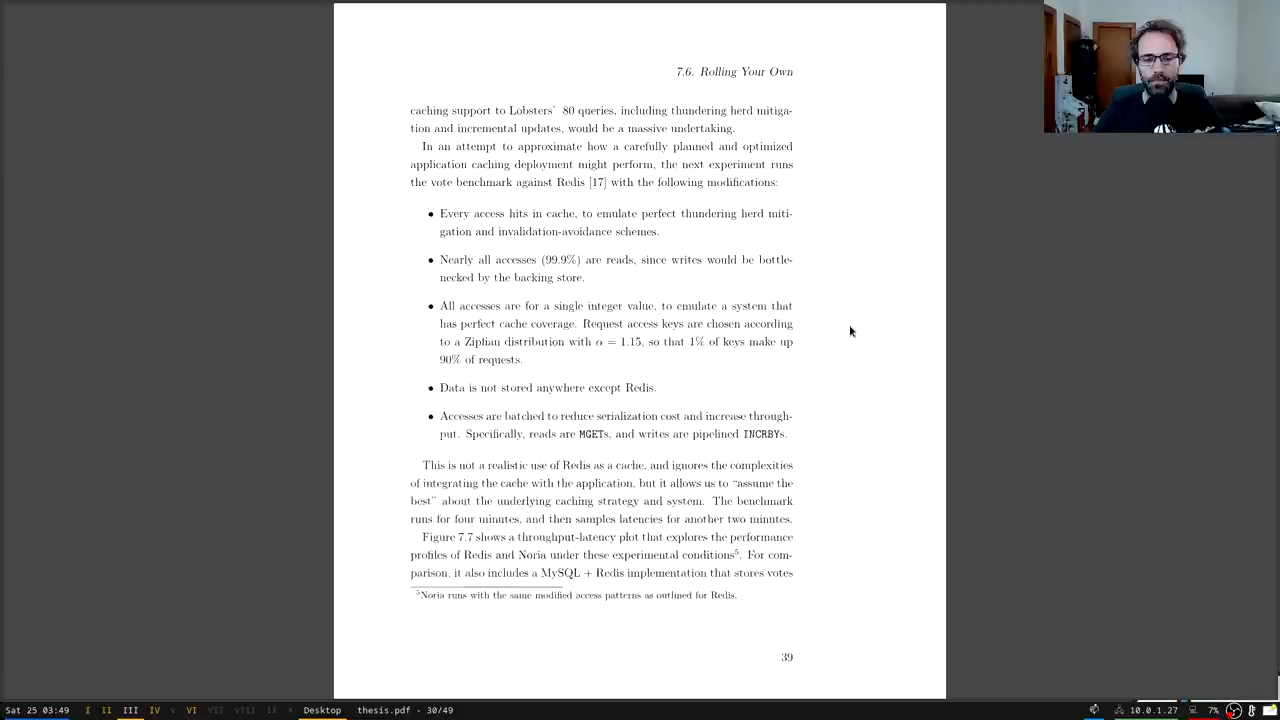 7.6. Rolling Your Own
caching support to Lobsters' 80 queries, including thundering herd mitiga-
tion and incremental updates, would be a massive undertaking.
In an attempt to approximate how a carefully planned and optimized
application caching deployment might perform, the next experiment runs
the vote benchmark against Redis [17] with the following modifications:
• Every access hits in cache, to emulate perfect thundering herd miti-
gation and invalidation-avoidance schemes.
• Nearly all accesses (99.9%) are reads, since writes would be bottle-
necked by the backing store.
• All accesses are for a single integer value, to emulate a system that
has perfect cache coverage. Request access keys are chosen according
to a Zipfian distribution with α = 1.15, so that 1% of keys make up
90% of requests.
• Data is not stored anywhere except Redis.
• Accesses are batched to reduce serialization cost and increase through-
put. Specifically, reads are MGETs, and writes are pipelined INCRBYs.
This is not a realistic use of Redis as a cache, and ignores the complexities
of integrating the cache with the application, but it allows us to “assume the
best” about the underlying caching strategy and system. The benchmark
runs for four minutes, and then samples latencies for another two minutes.
Figure 7.7 shows a throughput-latency plot that explores the performance
profiles of Redis and Noria under these experimental conditions⁵. For com-
parison, it also includes a MySQL + Redis implementation that stores votes
⁵Noria runs with the same modified access patterns as outlined for Redis.
39
Sat 25 03:49 I II III IV V VI VII VIII IX X Desktop thesis.pdf - 30/49 10.0.1.27 7%